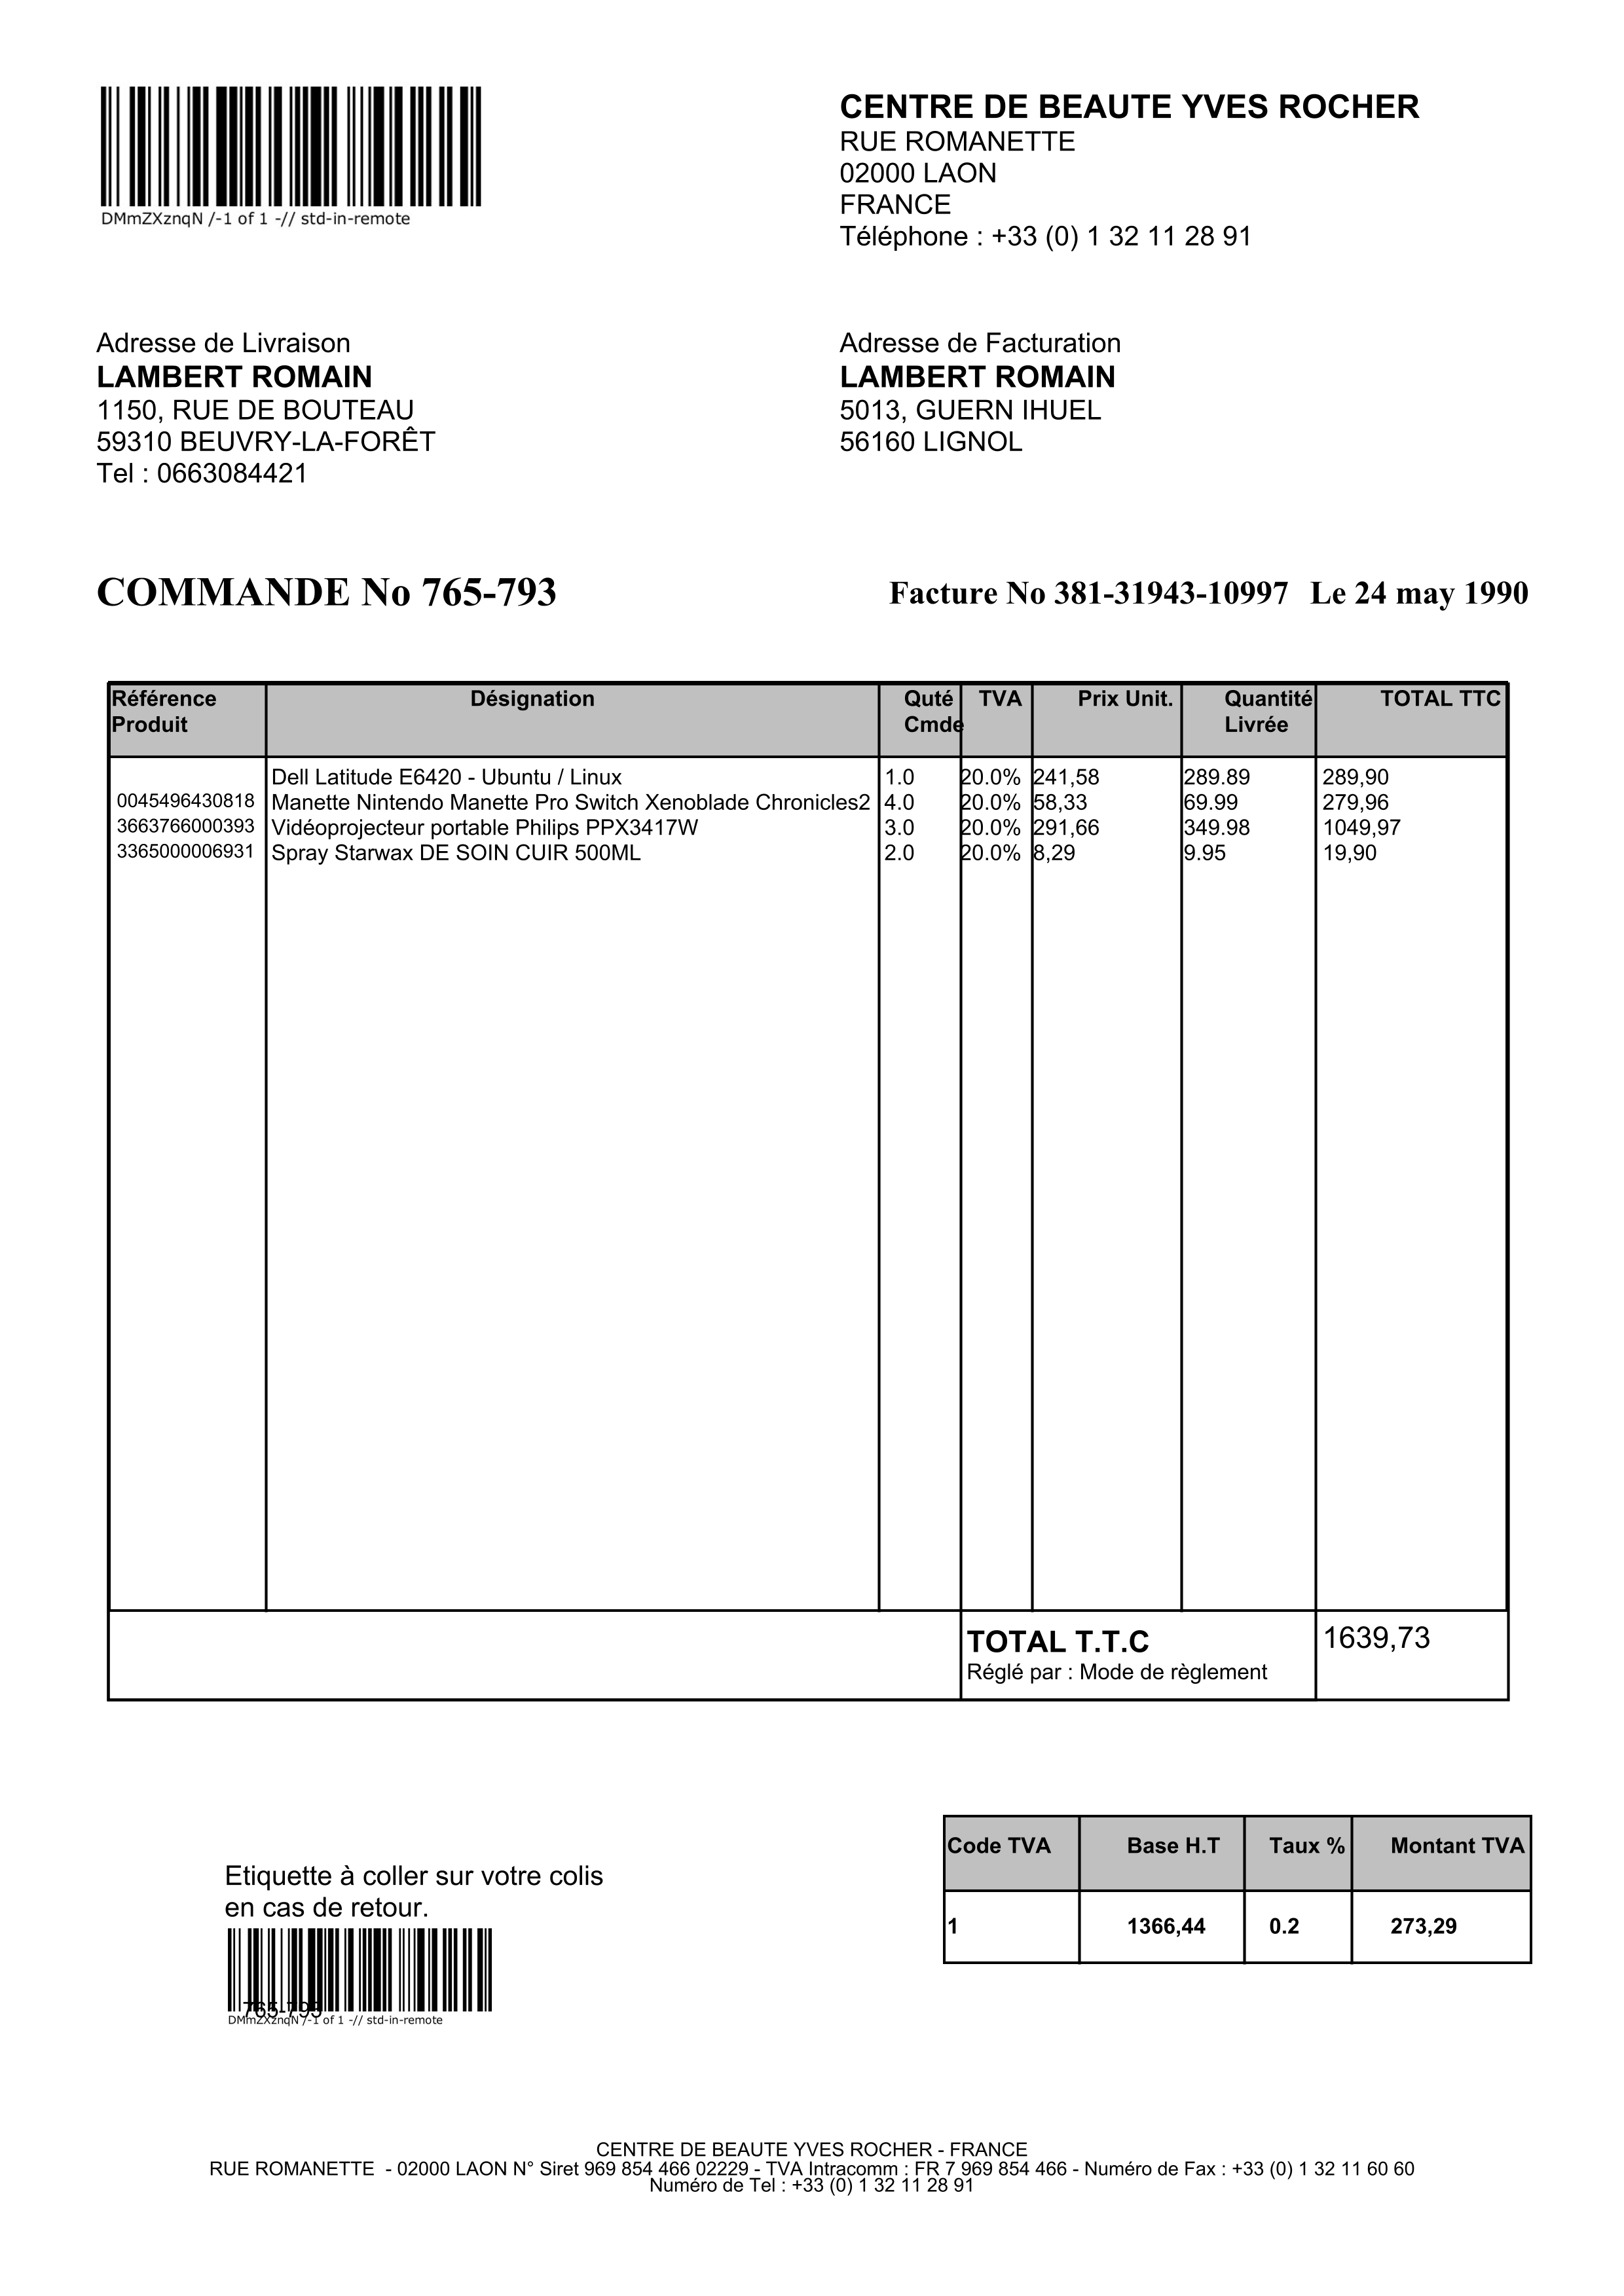 DMmZXznqN /-1 of 1 -// std-in-remote
CENTRE DE BEAUTE YVES ROCHER
RUE ROMANETTE
02000 LAON
FRANCE
Téléphone : +33 (0) 1 32 11 28 91
Adresse de Livraison
LAMBERT ROMAIN
1150, RUE DE BOUTEAU
59310 BEUVRY-LA-FORÊT
Tel : 0663084421
Adresse de Facturation
LAMBERT ROMAIN
5013, GUERN IHUEL
56160 LIGNOL
COMMANDE No 765-793
Facture No 381-31943-10997 Le 24 may 1990
Référence Produit Désignation Quté Cmde TVA Prix Unit. Quantité Livrée TOTAL TTC
Dell Latitude E6420 - Ubuntu / Linux 1.0 20.0% 241,58 289.89 289,90
0045496430818 Manette Nintendo Manette Pro Switch Xenoblade Chronicles2 4.0 20.0% 58,33 69.99 279,96
3663766000393 Vidéoprojecteur portable Philips PPX3417W 3.0 20.0% 291,66 349.98 1049,97
3365000006931 Spray Starwax DE SOIN CUIR 500ML 2.0 20.0% 8,29 9.95 19,90
TOTAL T.T.C 1639,73
Réglé par : Mode de règlement
Code TVA Base H.T Taux % Montant TVA
1 1366,44 0.2 273,29
Etiquette à coller sur votre colis
en cas de retour.
765-793
DMmZXznqN /-1 of 1 -// std-in-remote
CENTRE DE BEAUTE YVES ROCHER - FRANCE
RUE ROMANETTE - 02000 LAON N° Siret 969 854 466 02229 - TVA Intracomm : FR 7 969 854 466 - Numéro de Fax : +33 (0) 1 32 11 60 60
Numéro de Tel : +33 (0) 1 32 11 28 91